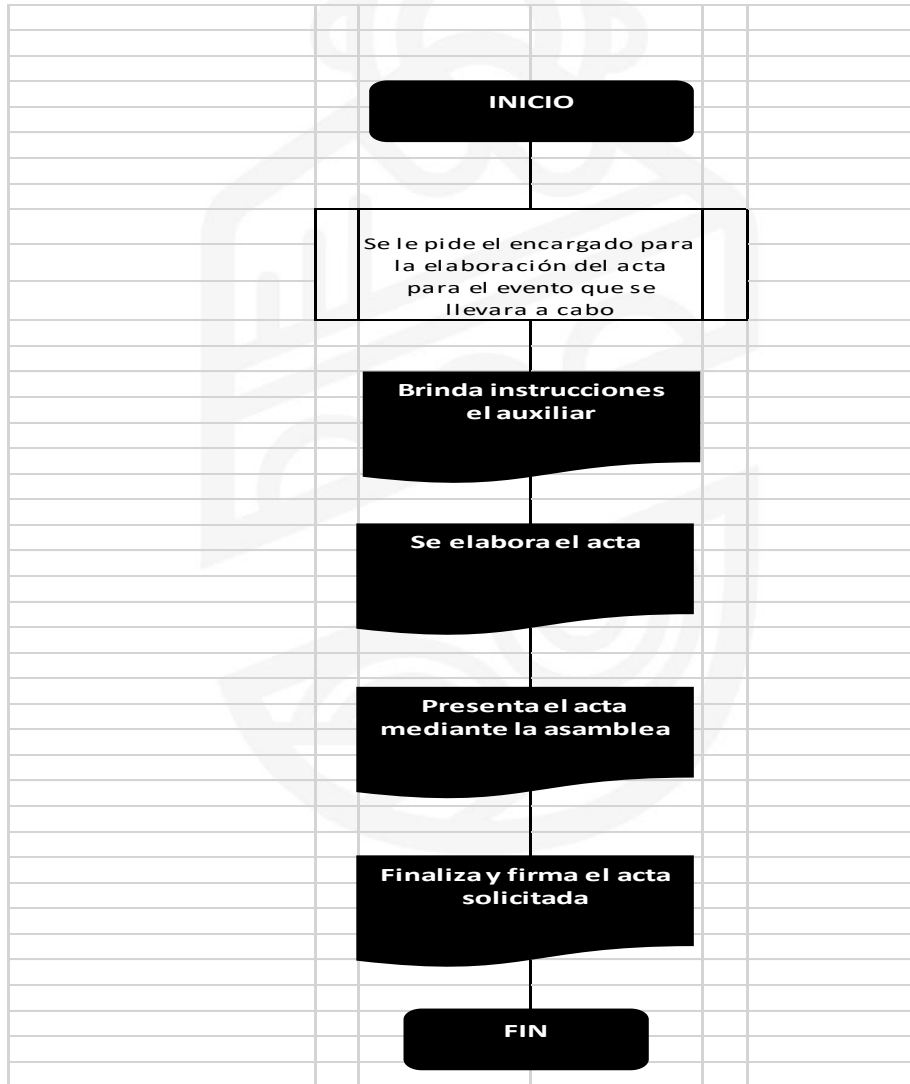 INICIO
Se le pide el encargado para
la elaboración del acta
para el evento que se
llevara a cabo
Brinda instrucciones
el auxiliar
Se elabora el acta
Presenta el acta
mediante la asamblea
Finaliza y firma el acta
solicitada
FIN